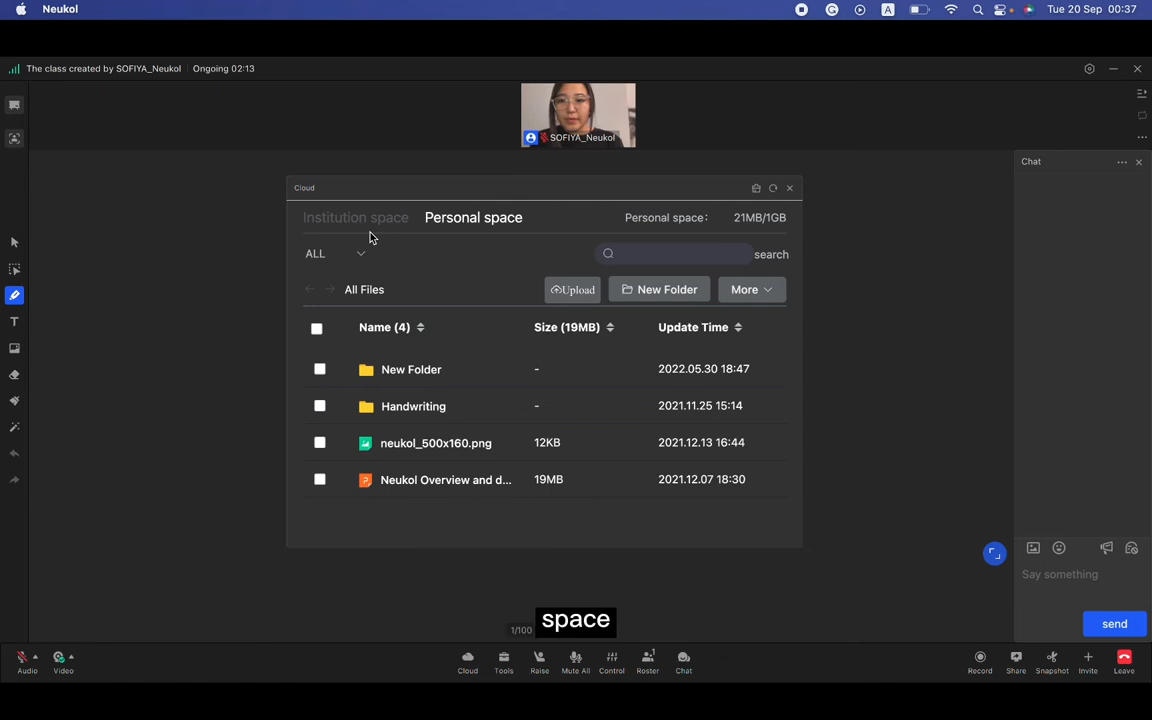 Neukol
A
Tue 20 Sep 00:37
The class created by SOFIYA_Neukol
Ongoing 02:13
SOFIYA_Neukol
Chat
Cloud
Institution space
Personal space
Personal space:
21MB/1GB
ALL
search
All Files
Upload
New Folder
More
Name (4)
Size (19MB)
Update Time
New Folder
-
2022.05.30 18:47
Handwriting
-
2021.11.25 15:14
neukol_500x160.png
12KB
2021.12.13 16:44
Neukol Overview and d...
19MB
2021.12.07 18:30
Say something
send
1/100
space
Audio
Video
Cloud
Tools
Raise
Mute All
Control
1
Roster
Chat
Record
Share
Snapshot
Invite
Leave